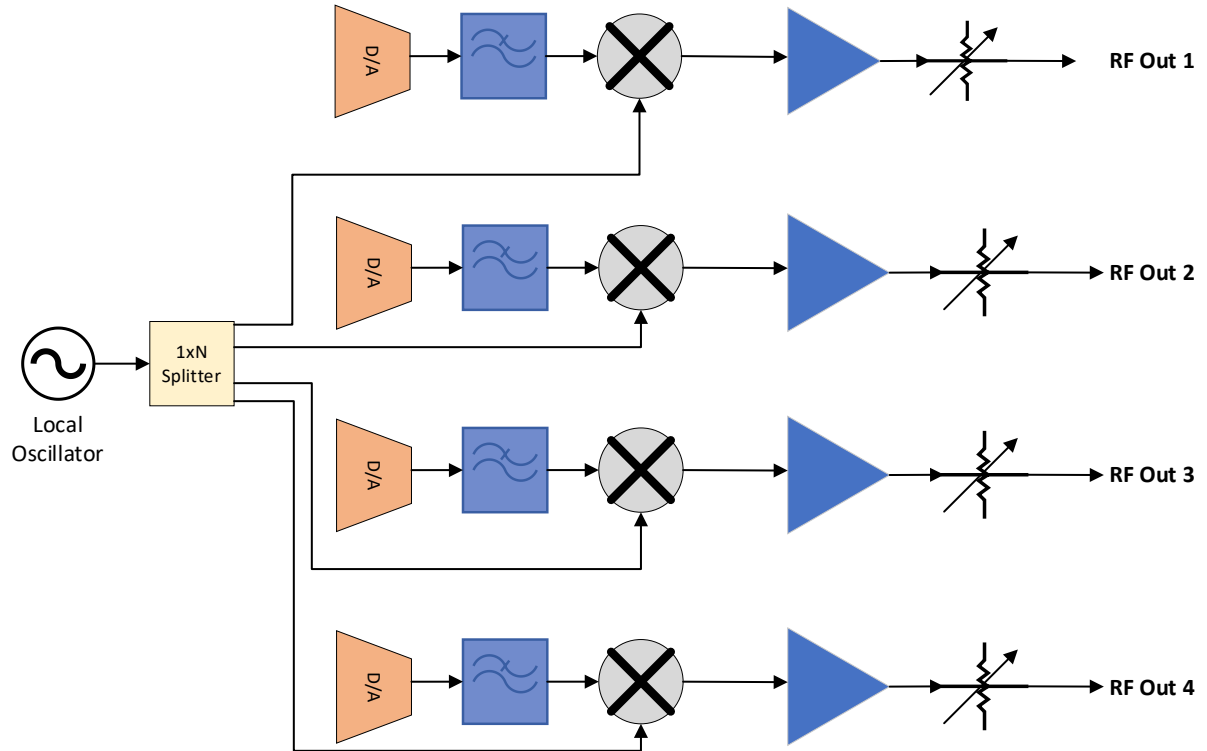 D/A
RF Out 1
D/A
RF Out 2
1xN
Splitter
Local
Oscillator
D/A
RF Out 3
D/A
RF Out 4